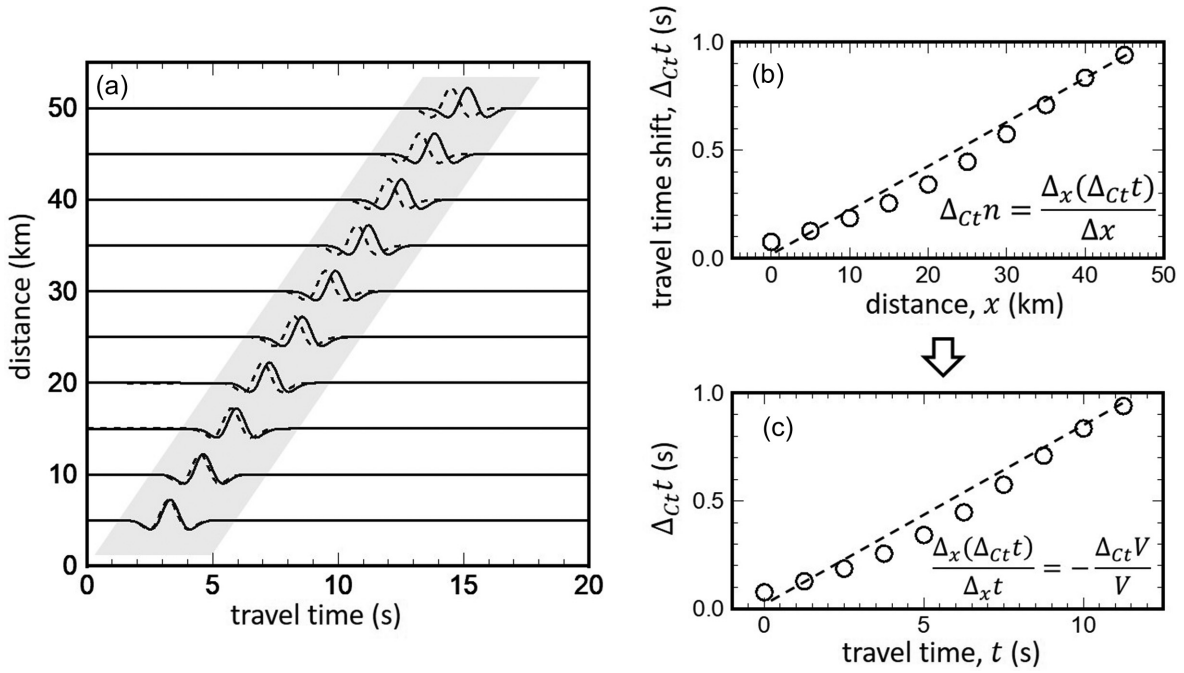 (a)
distance (km)
50
40
30
20
10
0
0 5 10 15 20
travel time (s)
(b)
travel time shift, Δ_{Ct} t (s)
1.0
0.5
0.0
Δ_{Ct} n = Δ_x(Δ_{Ct} t) / Δx
0 10 20 30 40 50
distance, x (km)
(c)
Δ_{Ct} t (s)
1.0
0.5
0.0
Δ_x(Δ_{Ct} t) / Δ_x t = − Δ_{Ct} V / V
0 5 10
travel time, t (s)